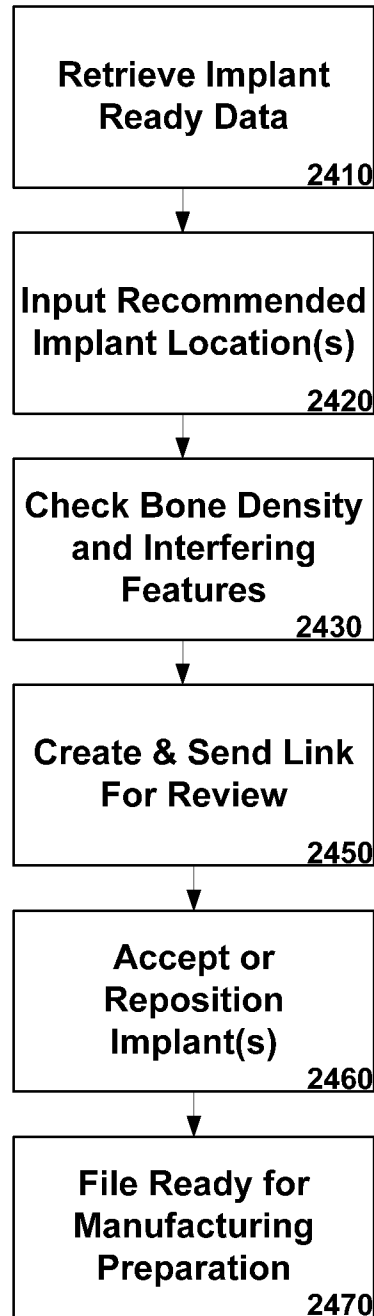 Retrieve Implant
Ready Data
2410
Input Recommended
Implant Location(s)
2420
Check Bone Density
and Interfering
Features
2430
Create & Send Link
For Review
2450
Accept or
Reposition
Implant(s)
2460
File Ready for
Manufacturing
Preparation
2470